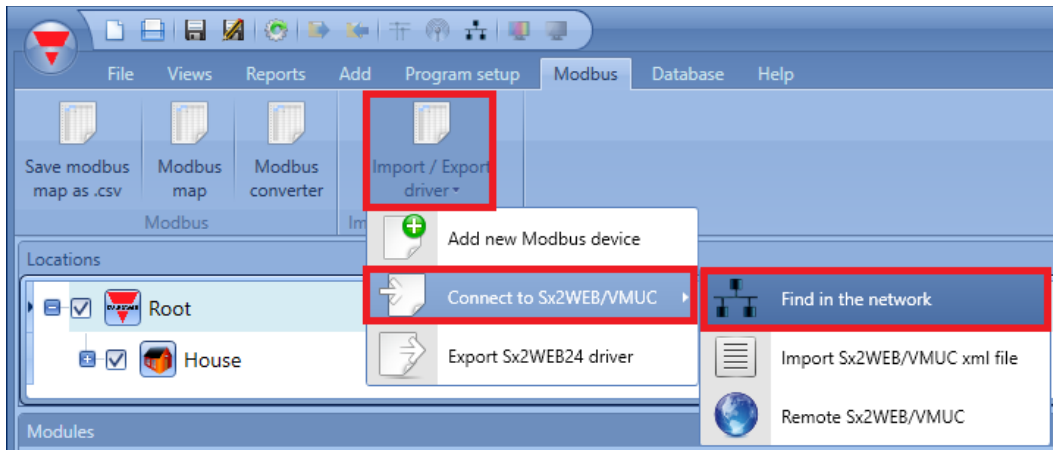 File Views Reports Add Program setup Modbus Database Help
Save modbus
map as .csv
Modbus
map
Modbus
converter
Import / Export
driver
Modbus
Im
Add new Modbus device
Connect to Sx2WEB/VMUC
Export Sx2WEB24 driver
Find in the network
Import Sx2WEB/VMUC xml file
Remote Sx2WEB/VMUC
Locations
Root
House
Modules